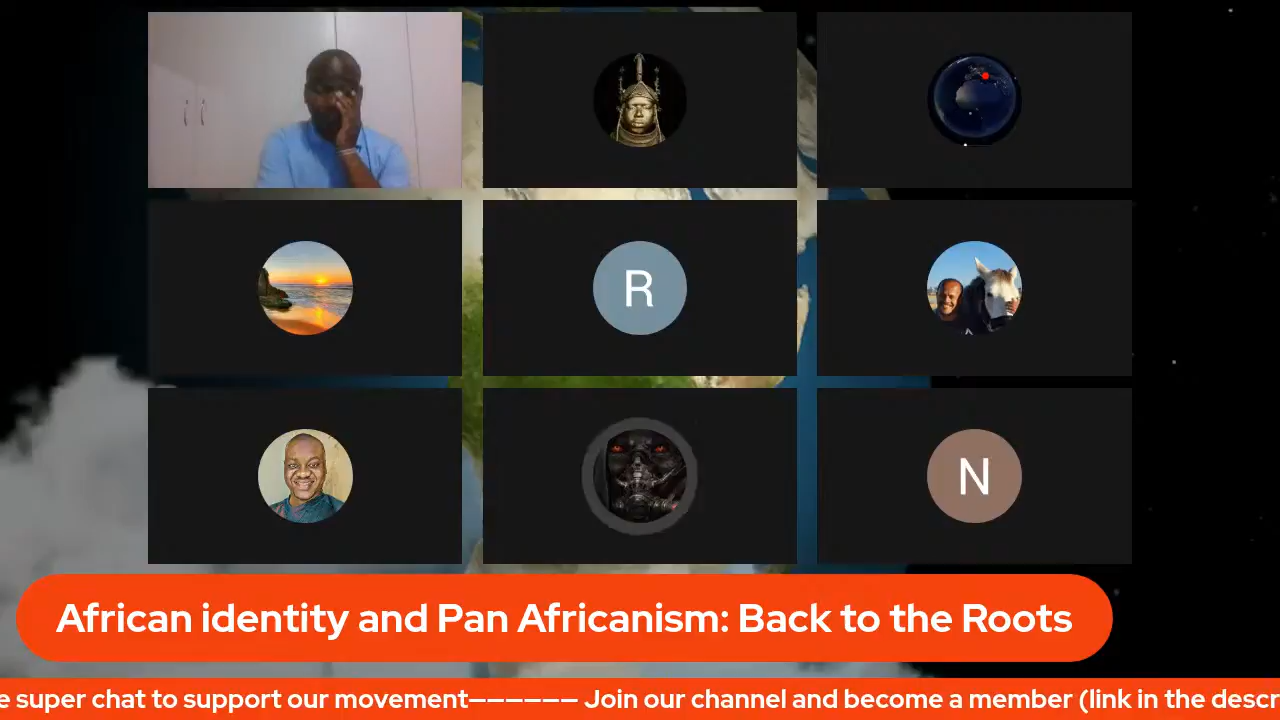 R
N
African identity and Pan Africanism: Back to the Roots
super chat to support our movement—————— Join our channel and become a member (link in the